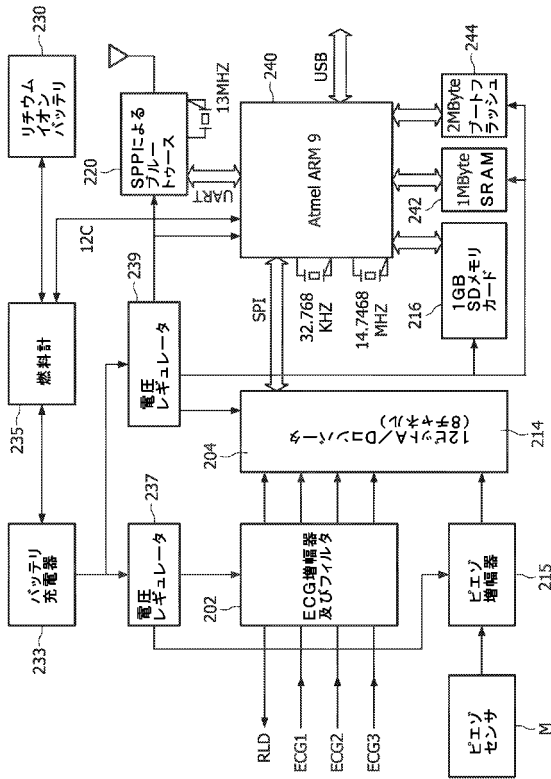 233
バッテリ
充電器
235
燃料計
230
リチウム
イオン
バッテリ
12C
237
電圧
レギュレータ
239
電圧
レギュレータ
220
SPPIによる
ブルー
トゥース
13MHZ
UART
RLD
ECG1
ECG2
ECG3
202
ECG増幅器
及びフィルタ
204
12ビットA/Dコンバータ
(8チャネル)
214
SPI
240
Atmel ARM 9
USB
32.768
KHZ
14.7468
MHZ
M
ピエゾ
センサ
215
ピエゾ
増幅器
216
1GB
SDメモリ
カード
242
1MByte
SRAM
244
2MByte
ブートフ
ラッシュ